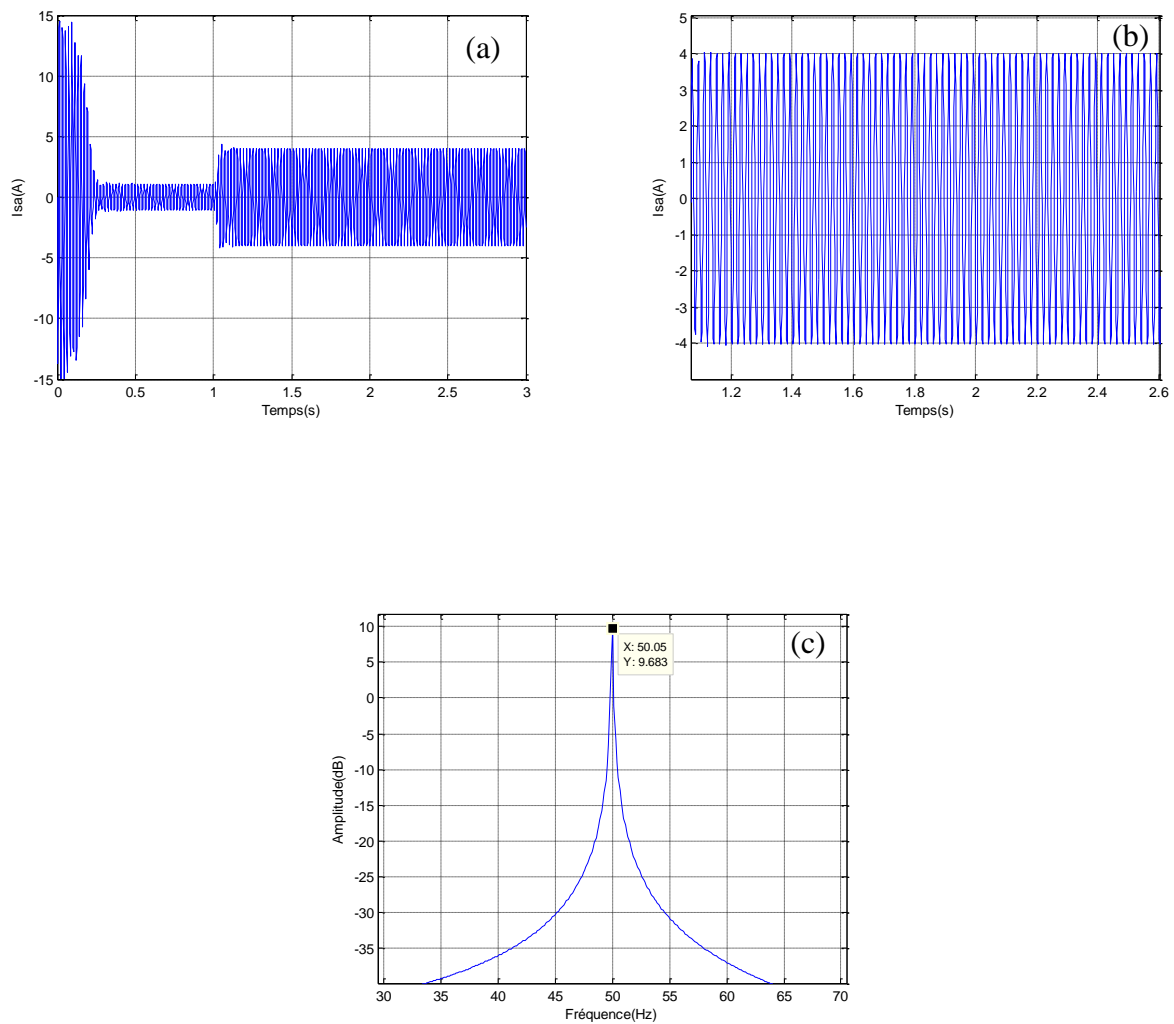 (a)
15
10
5
0
-5
-10
-15
Isa(A)
0 0.5 1 1.5 2 2.5 3
Temps(s)
(b)
5
4
3
2
1
0
-1
-2
-3
-4
Isa(A)
1.2 1.4 1.6 1.8 2 2.2 2.4 2.6
Temps(s)
(c)
10
5
0
-5
-10
-15
-20
-25
-30
-35
Amplitude(dB)
X: 50.05
Y: 9.683
30 35 40 45 50 55 60 65 70
Fréquence(Hz)